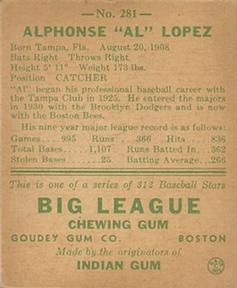 No. 281
ALPHONSE "AL" LOPEZ
Born Tampa, Fla. August 20, 1908
Bats Right Throws Right
Height 5' 11" Weight 173 lbs.
Position CATCHER
"Al" began his professional baseball career with
the Tampa Club in 1925. He entered the majors
in 1930 with the Brooklyn Dodgers and is now
with the Boston Bees.
His nine year major league record is as follows:
Games 995 Runs 366 Hits 836
Total Bases 1,107 Runs Batted In 362
Stolen Bases 25 Batting Average .266
This is one of a series of 312 Baseball Stars
BIG LEAGUE
CHEWING GUM
GOUDEY GUM CO. BOSTON
Made by the originators of
INDIAN GUM